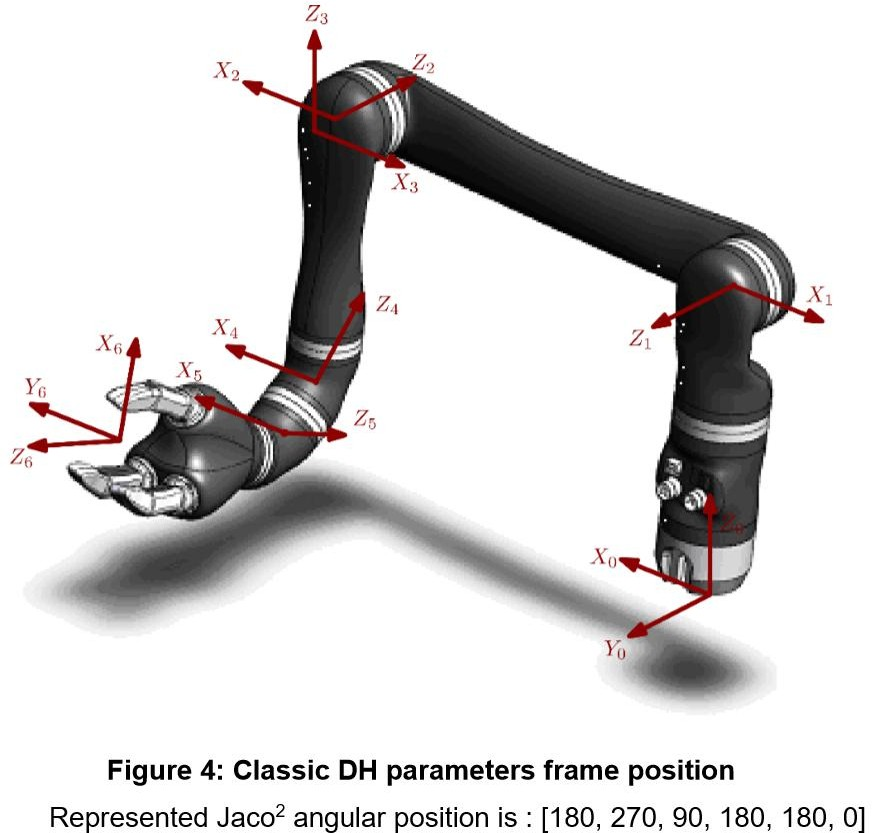 Z3
X2
Z2
X3
Z4
X4
X1
Z1
X6
X5
Y6
Z5
Z6
Z0
X0
Y0
Figure 4: Classic DH parameters frame position
Represented Jaco² angular position is : [180, 270, 90, 180, 180, 0]